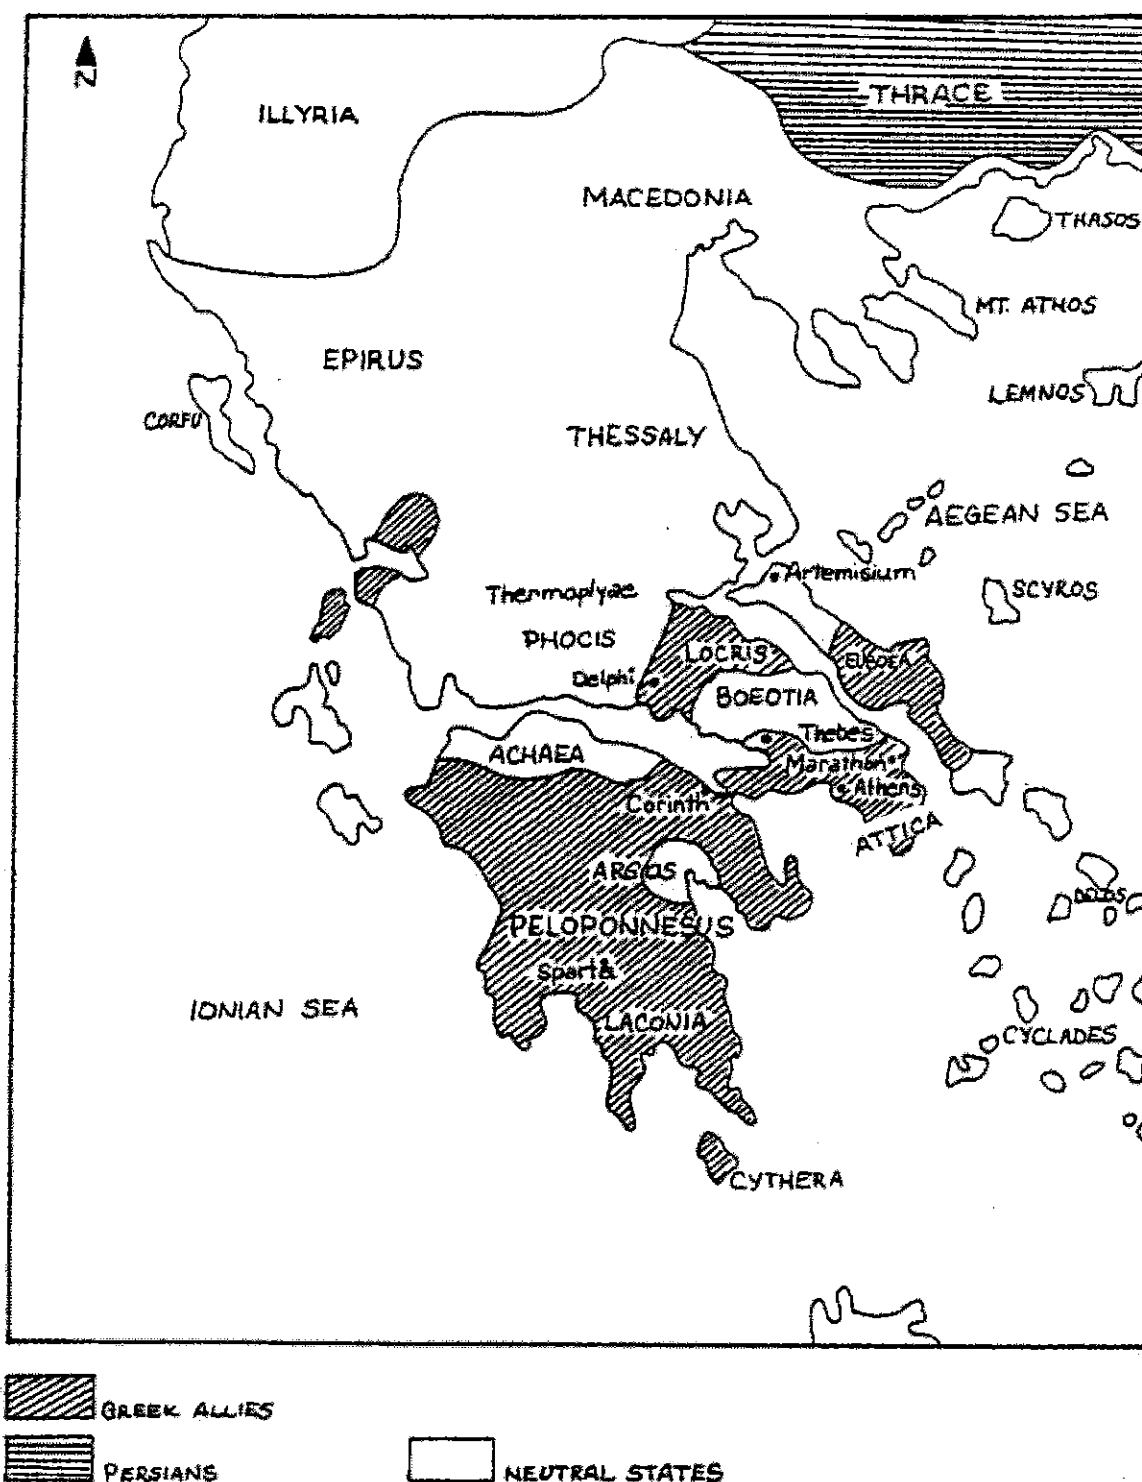 N
ILLYRIA
THRACE
MACEDONIA
THASOS
MT. ATHOS
EPIRUS
LEMNOS
CORFU
THESSALY
AEGEAN SEA
Artemisium
Thermoplyae
SCYROS
PHOCIS
LOCRIS
EUBOEA
Delphi
BOEOTIA
Thebes
ACHAEA
Marathon
Corinth
Athens
ATTICA
ARGOS
DELOS
PELOPONNESUS
Sparta
IONIAN SEA
LACONIA
CYCLADES
CYTHERA
GREEK ALLIES
PERSIANS
NEUTRAL STATES